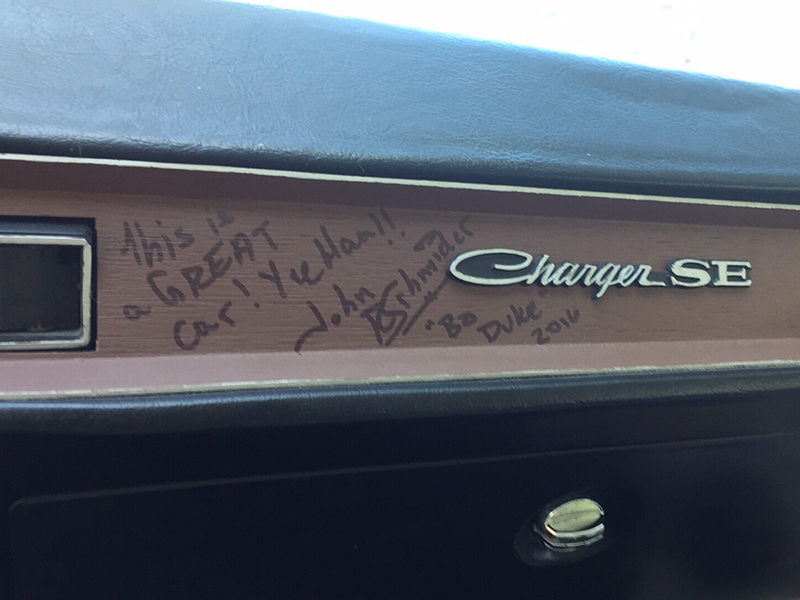 This is
a GREAT
car! Yee Haw!!
John Schneider
"Bo Duke"
2016
Charger SE